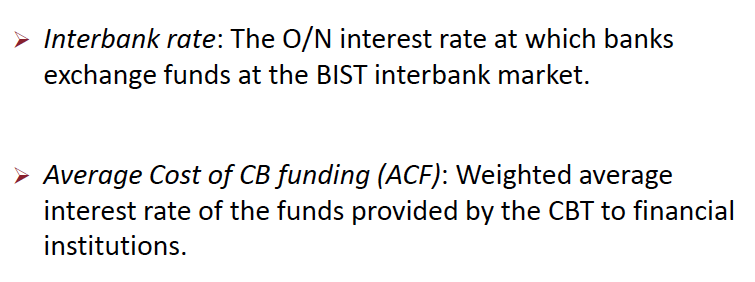 ➢ Interbank rate: The O/N interest rate at which banks
exchange funds at the BIST interbank market.
➢ Average Cost of CB funding (ACF): Weighted average
interest rate of the funds provided by the CBT to financial
institutions.